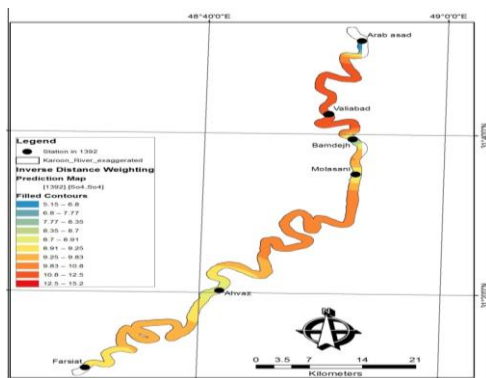 48°40'0"E
49°0'0"E
Arab asad
Valiabad
Bamdejh
Molasani
Ahvaz
Farsiat
Legend
Station in 1392
Karoon_River_exaggerated
Inverse Distance Weighting
Prediction Map
[1392].[So4,So4]
Filled Contours
5.15 – 6.8
6.8 – 7.77
7.77 – 8.35
8.35 – 8.7
8.7 – 8.91
8.91 – 9.25
9.25 – 9.83
9.83 – 10.8
10.8 – 12.5
12.5 – 15.2
0 3.5 7 14 21
Kilometers